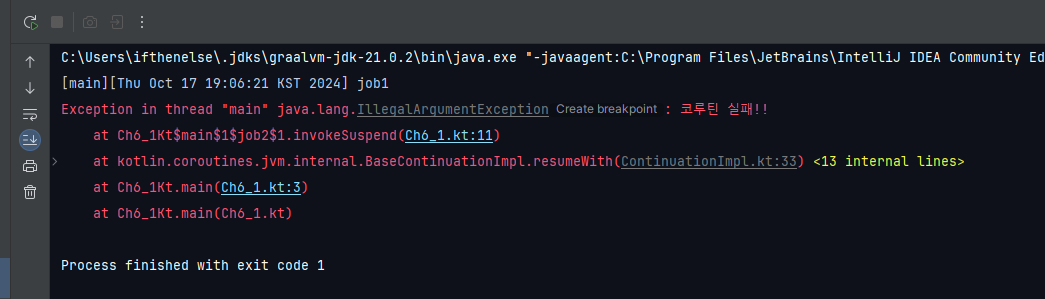 C:\Users\ifthenelse\.jdks\graalvm-jdk-21.0.2\bin\java.exe "-javaagent:C:\Program Files\JetBrains\IntelliJ IDEA Community Ed
[main][Thu Oct 17 19:06:21 KST 2024] job1
Exception in thread "main" java.lang.IllegalArgumentException Create breakpoint : 코루틴 실패!!
at Ch6_1Kt$main$1$job2$1.invokeSuspend(Ch6_1.kt:11)
at kotlin.coroutines.jvm.internal.BaseContinuationImpl.resumeWith(ContinuationImpl.kt:33) <13 internal lines>
at Ch6_1Kt.main(Ch6_1.kt:3)
at Ch6_1Kt.main(Ch6_1.kt)
Process finished with exit code 1